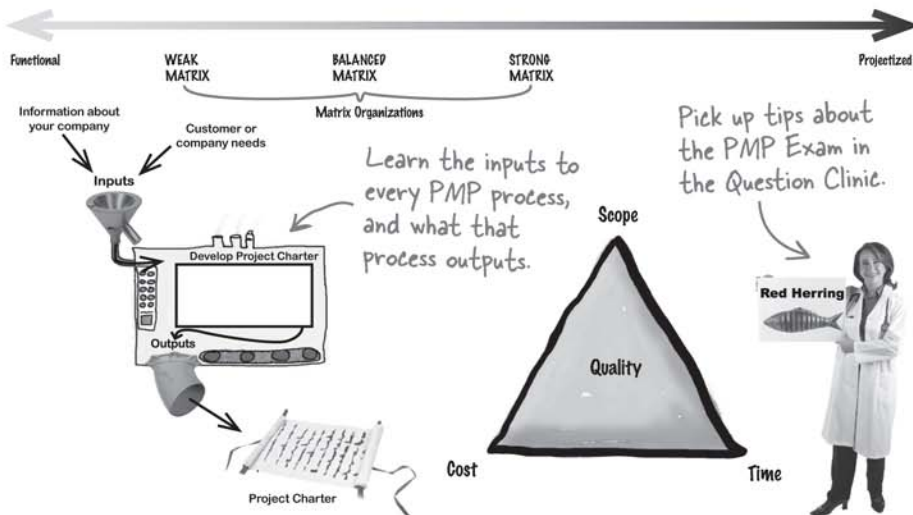 Functional
WEAK
MATRIX
BALANCED
MATRIX
STRONG
MATRIX
Projectized
Matrix Organizations
Information about
your company
Customer or
company needs
Inputs
Learn the inputs to
every PMP process,
and what that
process outputs.
Develop Project Charter
Outputs
Project Charter
Scope
Quality
Cost
Time
Pick up tips about
the PMP Exam in
the Question Clinic.
Red Herring